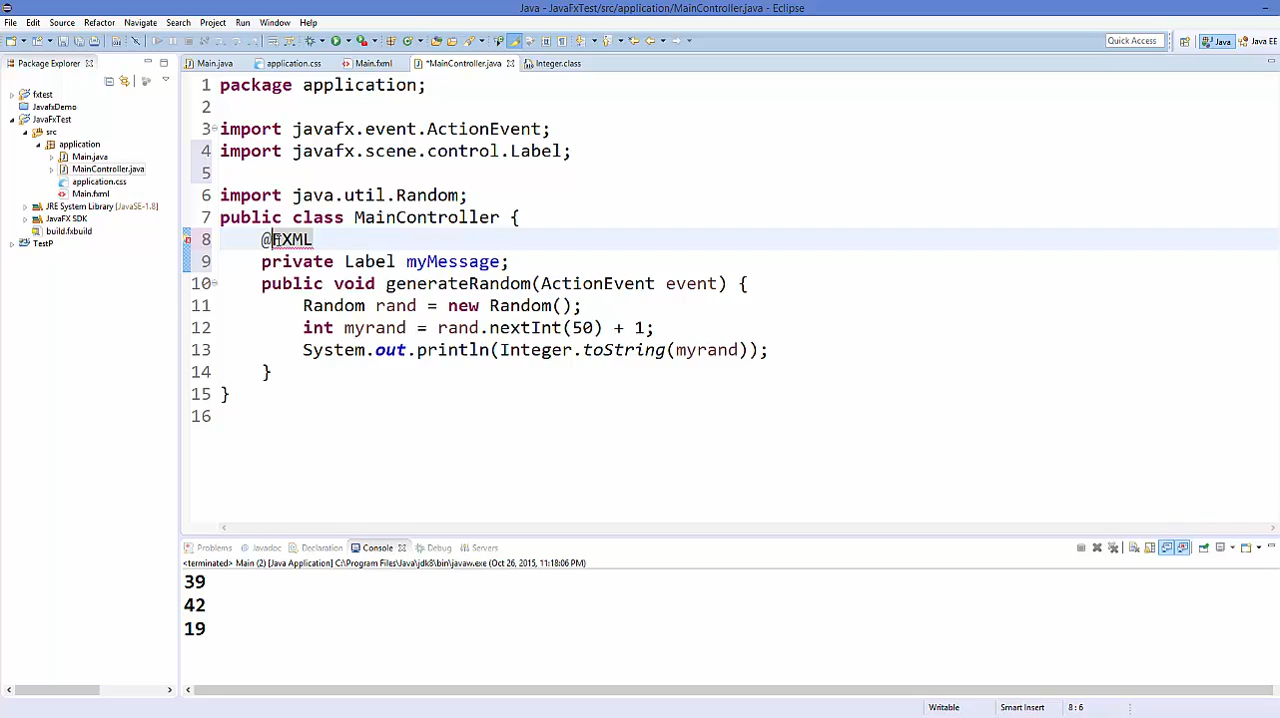 Java - JavaFxTest/src/application/MainController.java - Eclipse
File Edit Source Refactor Navigate Search Project Run Window Help
Quick Access
Java
Java EE
Package Explorer
Main.java
application.css
Main.fxml
*MainController.java
Integer.class
fxtest
JavafxDemo
JavaFxTest
src
application
Main.java
MainController.java
application.css
Main.fxml
JRE System Library [JavaSE-1.8]
JavaFX SDK
build.fxbuild
TestP
1 package application;
2
3 import javafx.event.ActionEvent;
4 import javafx.scene.control.Label;
5
6 import java.util.Random;
7 public class MainController {
8 @FXML
9 private Label myMessage;
10 public void generateRandom(ActionEvent event) {
11 Random rand = new Random();
12 int myrand = rand.nextInt(50) + 1;
13 System.out.println(Integer.toString(myrand));
14 }
15 }
16
Problems Javadoc Declaration Console Debug Servers
<terminated> Main (2) [Java Application] C:\Program Files\Java\jdk8\bin\javaw.exe (Oct 26, 2015, 11:18:06 PM)
39
42
19
Writable Smart Insert 8 : 6